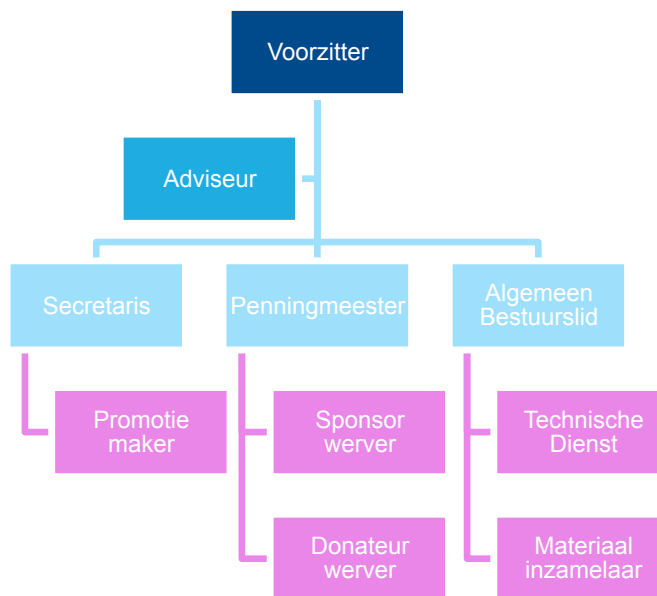 Voorzitter
Adviseur
Secretaris
Penningmeester
Algemeen
Bestuurslid
Promotie
maker
Sponsor
werver
Technische
Dienst
Donateur
werver
Materiaal
inzamelaar